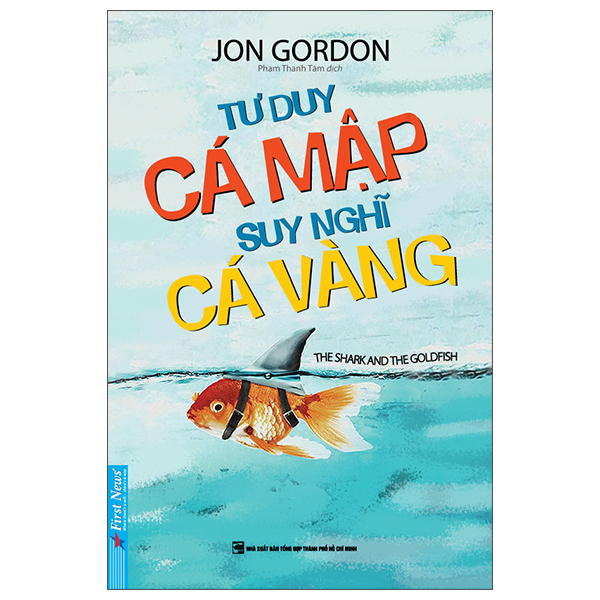 JON GORDON
Phạm Thanh Tâm dịch
TƯ DUY
CÁ MẬP
SUY NGHĨ
CÁ VÀNG
THE SHARK AND THE GOLDFISH
First News
NHÀ XUẤT BẢN TỔNG HỢP THÀNH PHỐ HỒ CHÍ MINH